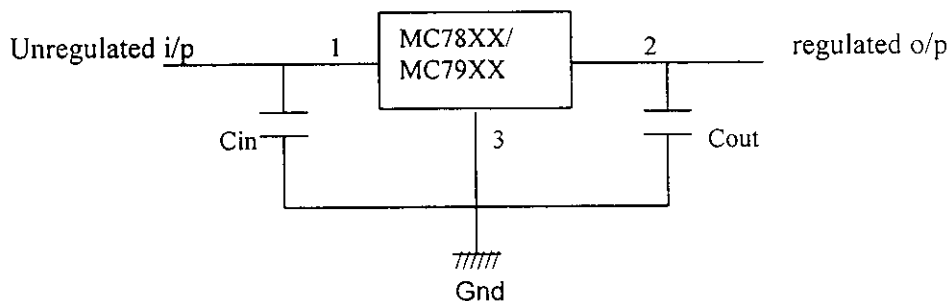 Unregulated i/p
1
MC78XX/
MC79XX
2
regulated o/p
Cin
3
Cout
Gnd